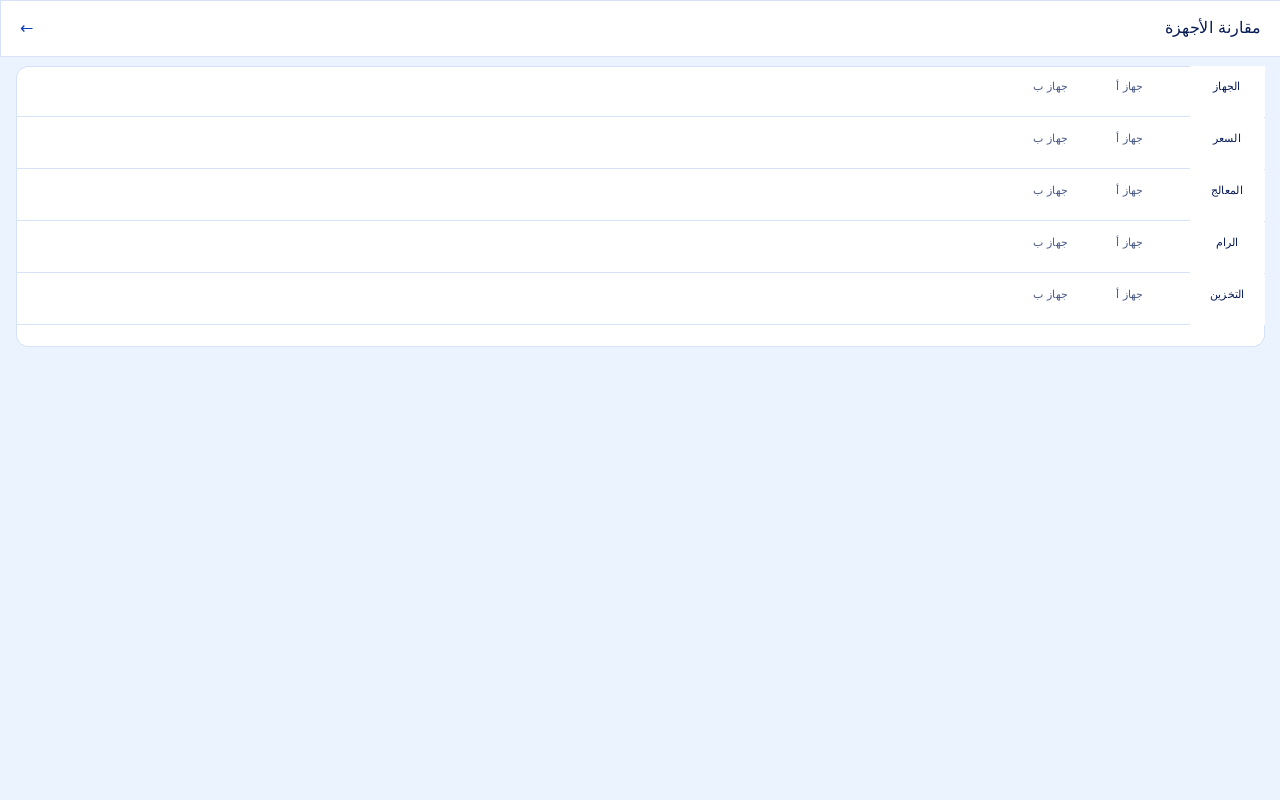 مقارنة الأجهزة ←
الجهاز جهاز أ جهاز ب
السعر جهاز أ جهاز ب
المعالج جهاز أ جهاز ب
الرام جهاز أ جهاز ب
التخزين جهاز أ جهاز ب